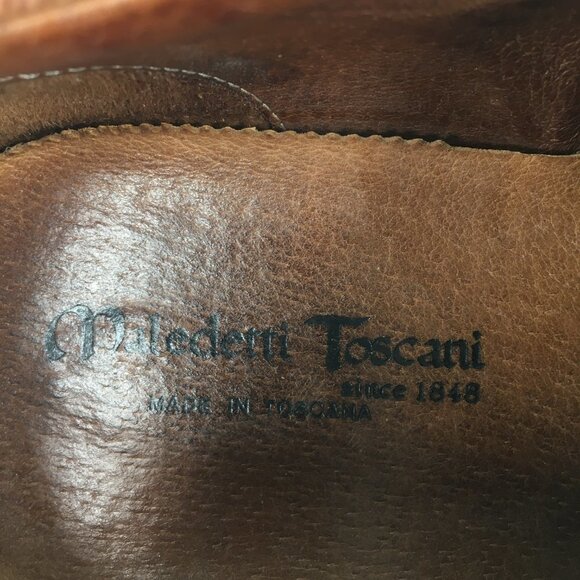 Maledetti Toscani
since 1848
MADE IN TOSCANA